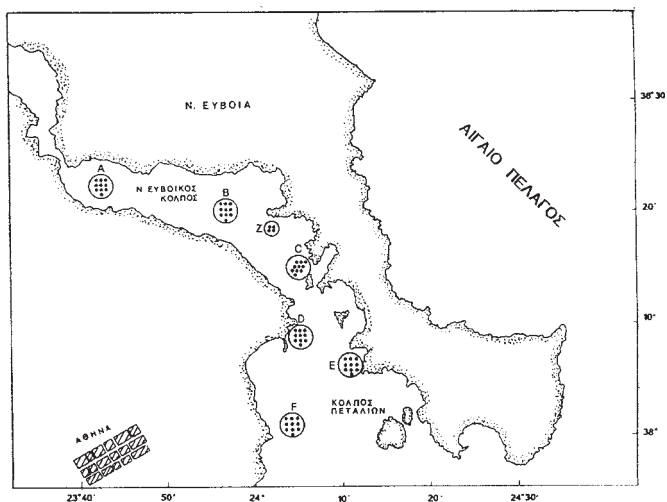 Ν. ΕΥΒΟΙΑ
38°30
ΑΙΓΑΙΟ ΠΕΛΑΓΟΣ
A
Ν ΕΥΒΟΙΚΟΣ
ΚΟΛΠΟΣ
B
20'
Z
C
10'
D
E
ΚΟΛΠΟΣ
ΠΕΤΑΛΙΩΝ
F
ΑΘΗΝΑ
38°
23°40
50'
24°
10'
20'
24°30'